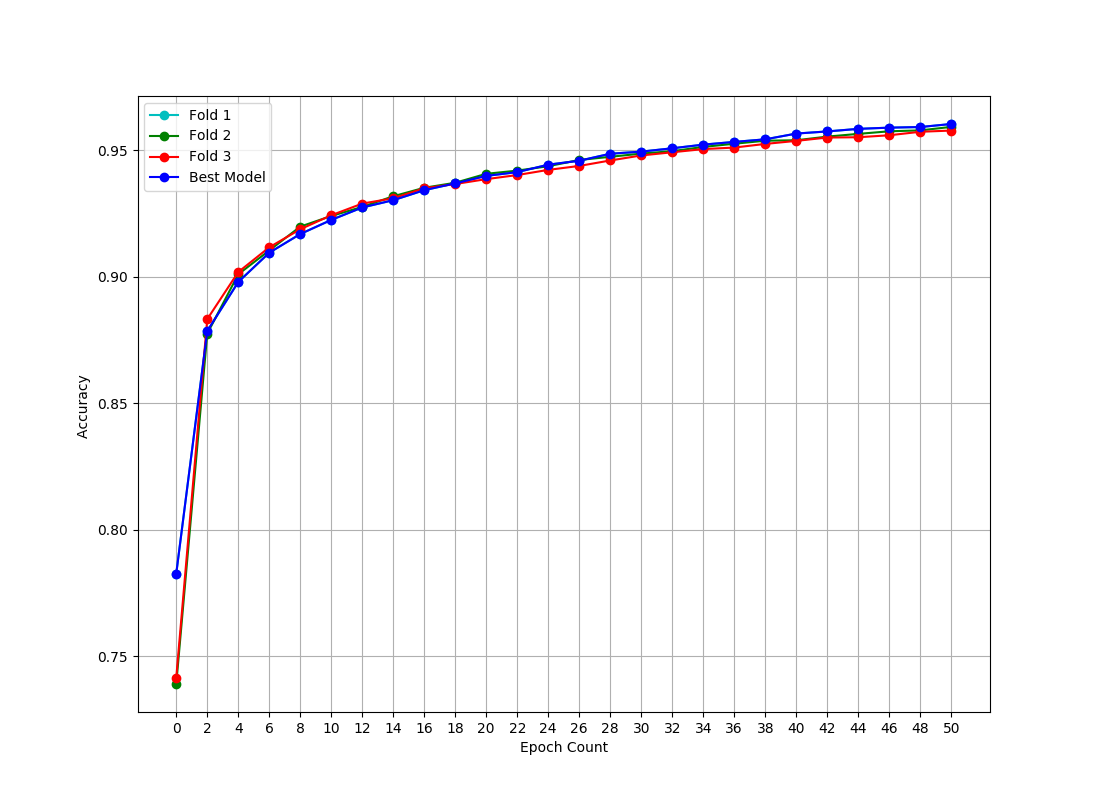 Fold 1
Fold 2
Fold 3
Best Model
0.95
0.90
0.85
0.80
0.75
Accuracy
0 2 4 6 8 10 12 14 16 18 20 22 24 26 28 30 32 34 36 38 40 42 44 46 48 50
Epoch Count